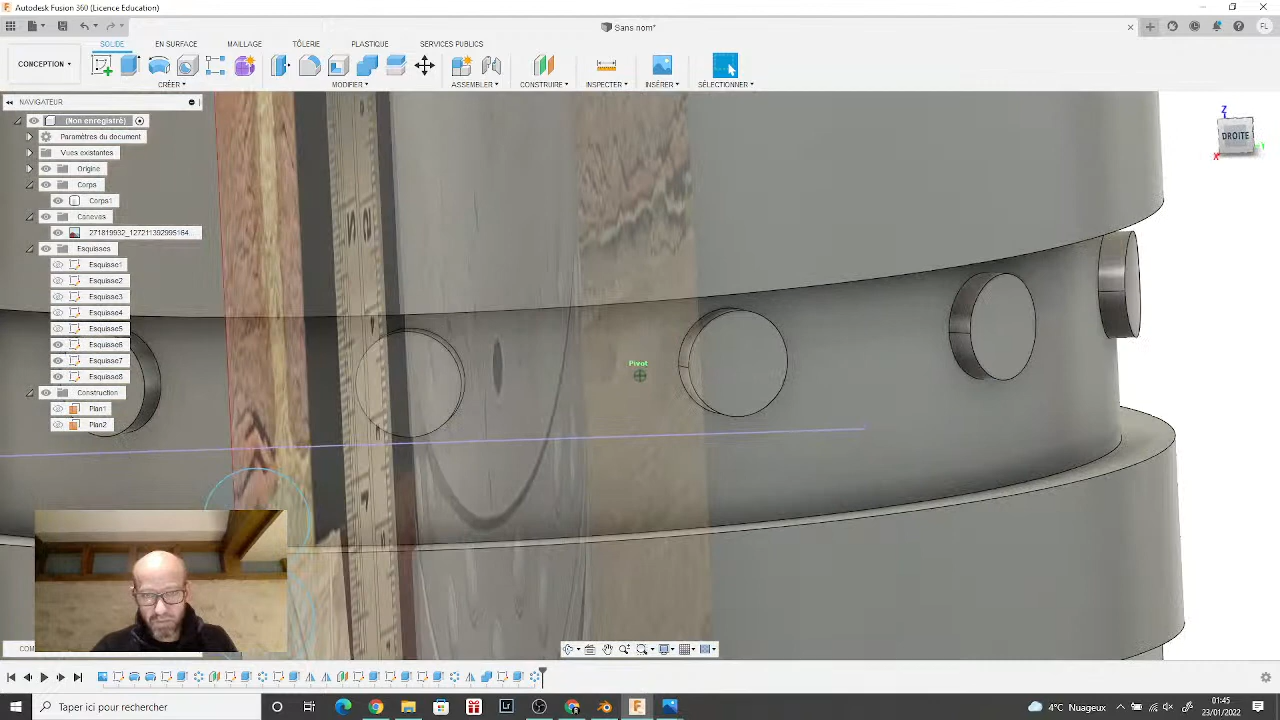 Autodesk Fusion 360 (Licence Education)
Sans nom*
FL
SOLIDE
EN SURFACE
MAILLAGE
TÔLERIE
PLASTIQUE
SERVICES PUBLICS
CONCEPTION
CRÉER
MODIFIER
ASSEMBLER
CONSTRUIRE
INSPECTER
INSÉRER
SÉLECTIONNER
NAVIGATEUR
(Non enregistré)
Paramètres du document
Vues existantes
Origine
Corps
Corps1
Canevas
271819932_127211392995164...
Esquisses
Esquisse1
Esquisse2
Esquisse3
Esquisse4
Esquisse5
Esquisse6
Esquisse7
Esquisse8
Construction
Plan1
Plan2
Z
DROITE
X
Y
Pivot
Taper ici pour rechercher
4°C Nuageux
01:45
23/01/2022